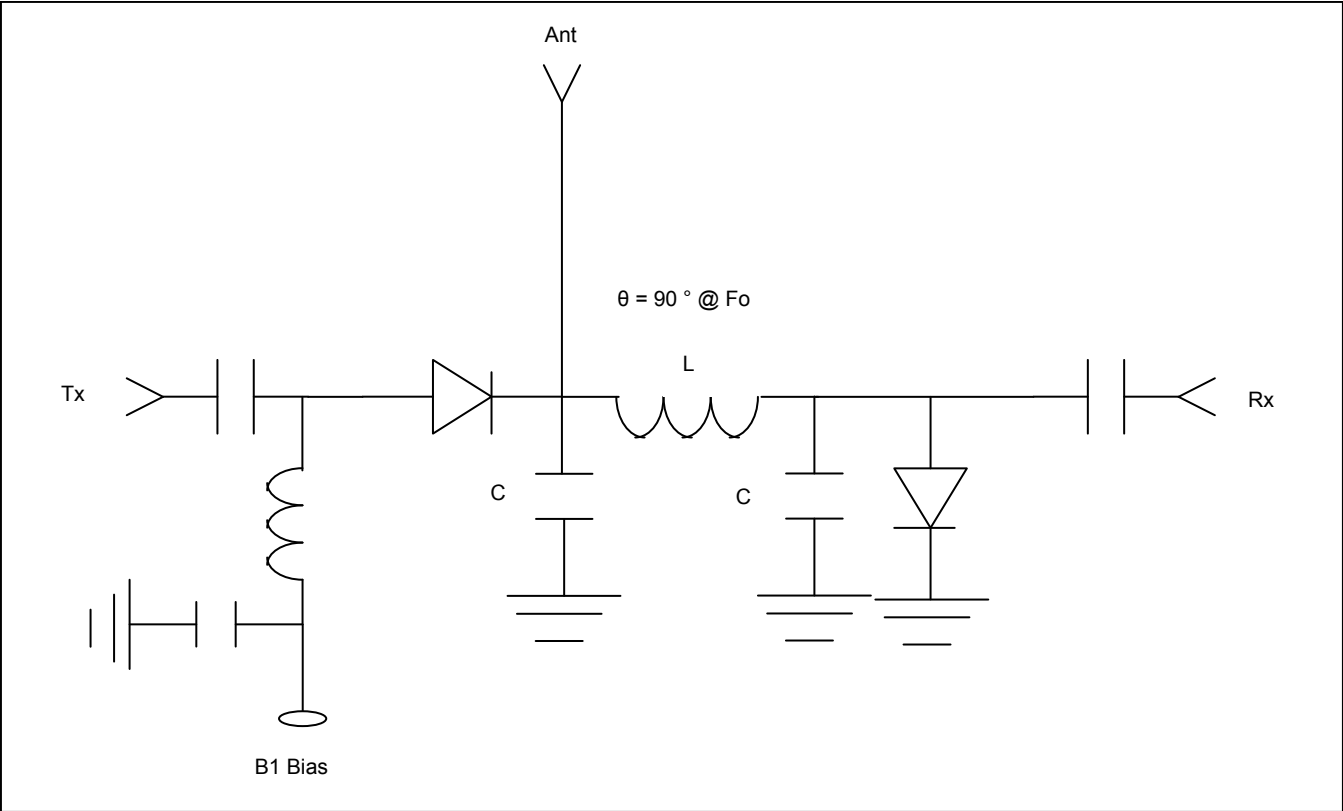 Ant
θ = 90 ° @ Fo
L
Tx
Rx
C
C
B1 Bias